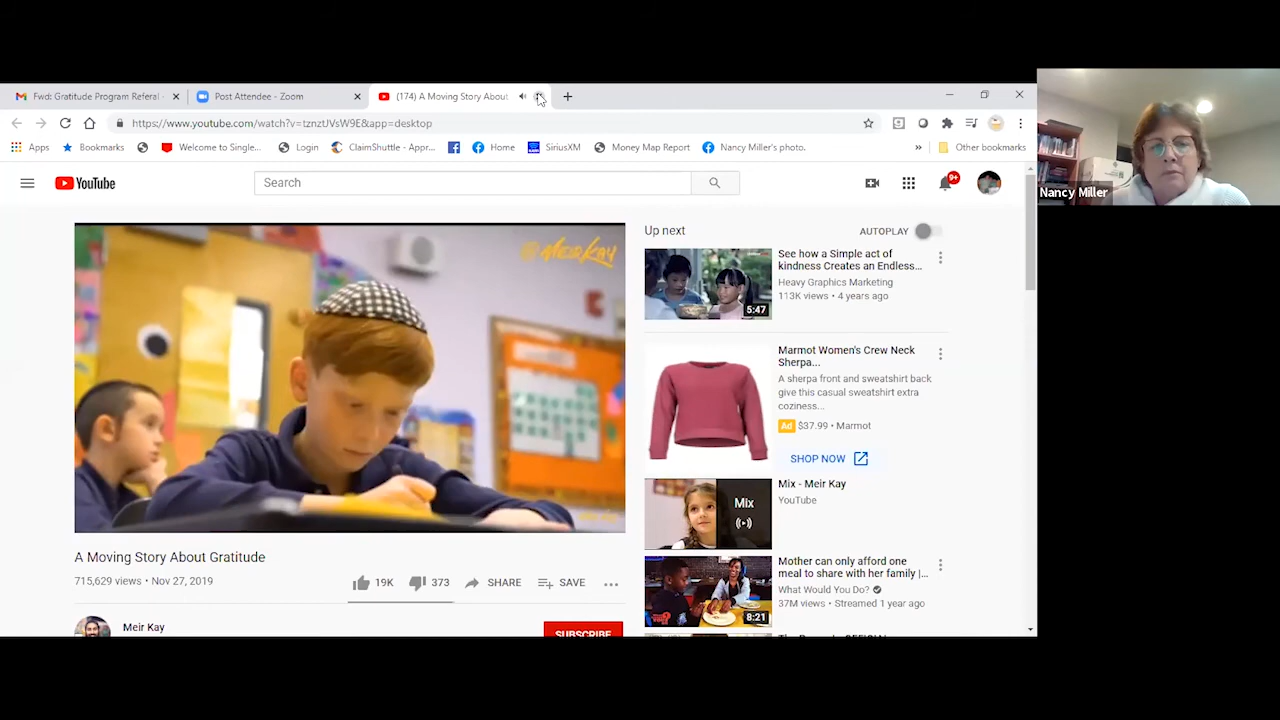 Fwd: Gratitude Program Referal
Post Attendee - Zoom
(174) A Moving Story About
https://www.youtube.com/watch?v=tznztJVsW9E&app=desktop
Apps
Bookmarks
Welcome to Single...
Login
ClaimShuttle - Appr...
Home
SiriusXM
Money Map Report
Nancy Miller's photo.
»
Other bookmarks
Nancy Miller
YouTube
Search
9+
@MEIRKAY
Up next
AUTOPLAY
See how a Simple act of
kindness Creates an Endless...
Heavy Graphics Marketing
113K views • 4 years ago
5:47
Marmot Women's Crew Neck
Sherpa...
A sherpa front and sweatshirt back
give this casual sweatshirt extra
coziness...
Ad $37.99 • Marmot
SHOP NOW
Mix - Meir Kay
YouTube
Mix
Mother can only afford one
meal to share with her family |...
What Would You Do?
37M views • Streamed 1 year ago
8:21
A Moving Story About Gratitude
715,629 views • Nov 27, 2019
19K
373
SHARE
SAVE
Meir Kay
SUBSCRIBE